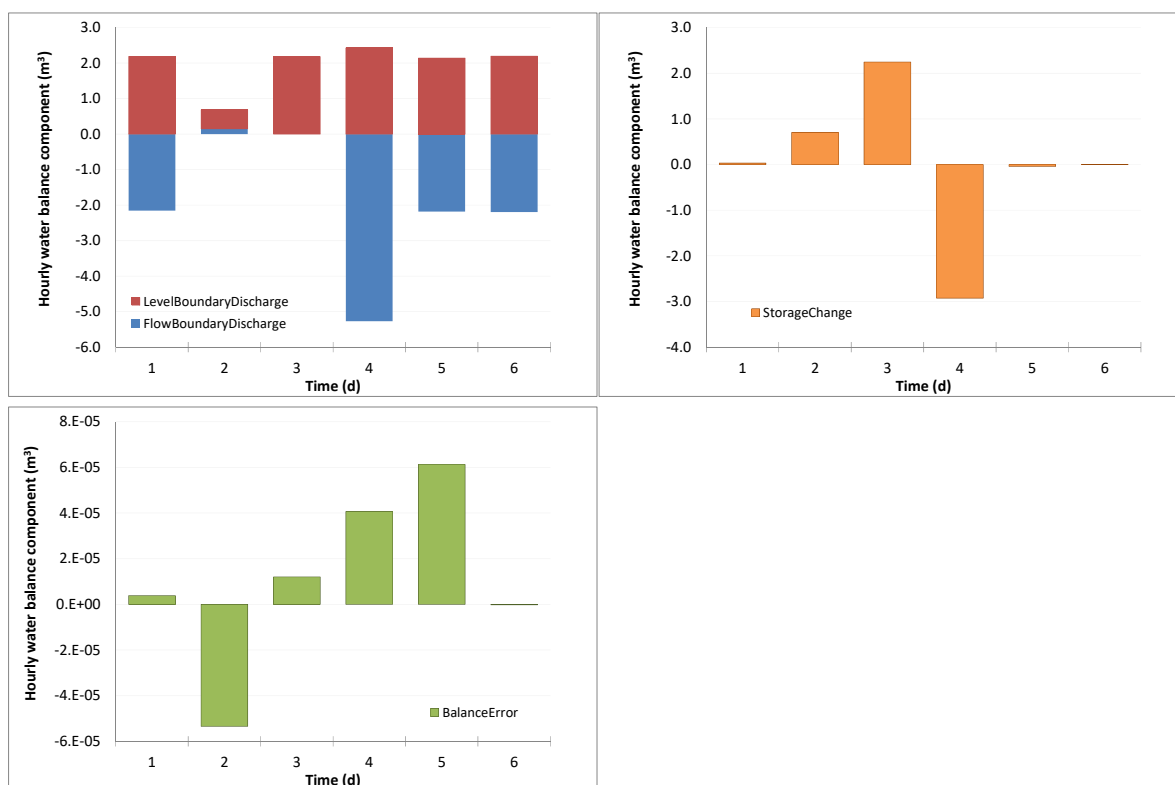 Hourly water balance component (m³)
3.0
2.0
1.0
0.0
-1.0
-2.0
-3.0
-4.0
-5.0
-6.0
LevelBoundaryDischarge
FlowBoundaryDischarge
1 2 3 4 5 6
Time (d)
Hourly water balance component (m³)
3.0
2.0
1.0
0.0
-1.0
-2.0
-3.0
-4.0
StorageChange
1 2 3 4 5 6
Time (d)
Hourly water balance component (m³)
8.E-05
6.E-05
4.E-05
2.E-05
0.E+00
-2.E-05
-4.E-05
-6.E-05
BalanceError
1 2 3 4 5 6
Time (d)